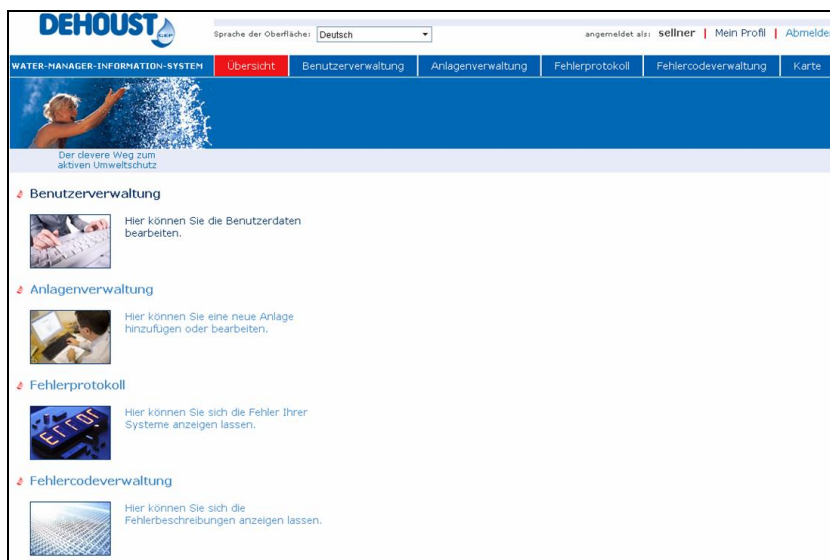 DEHOUST
GEP
Sprache der Oberfläche: Deutsch
angemeldet als: sellner | Mein Profil | Abmelde
WATER-MANAGER-INFORMATION-SYSTEM
Übersicht
Benutzerverwaltung
Anlagenverwaltung
Fehlerprotokoll
Fehlercodeverwaltung
Karte
Der clevere Weg zum
aktiven Umweltschutz
Benutzerverwaltung
Hier können Sie die Benutzerdaten
bearbeiten.
Anlagenverwaltung
Hier können Sie eine neue Anlage
hinzufügen oder bearbeiten.
Fehlerprotokoll
Hier können Sie sich die Fehler Ihrer
Systeme anzeigen lassen.
Error
Fehlercodeverwaltung
Hier können Sie sich die
Fehlerbeschreibungen anzeigen lassen.